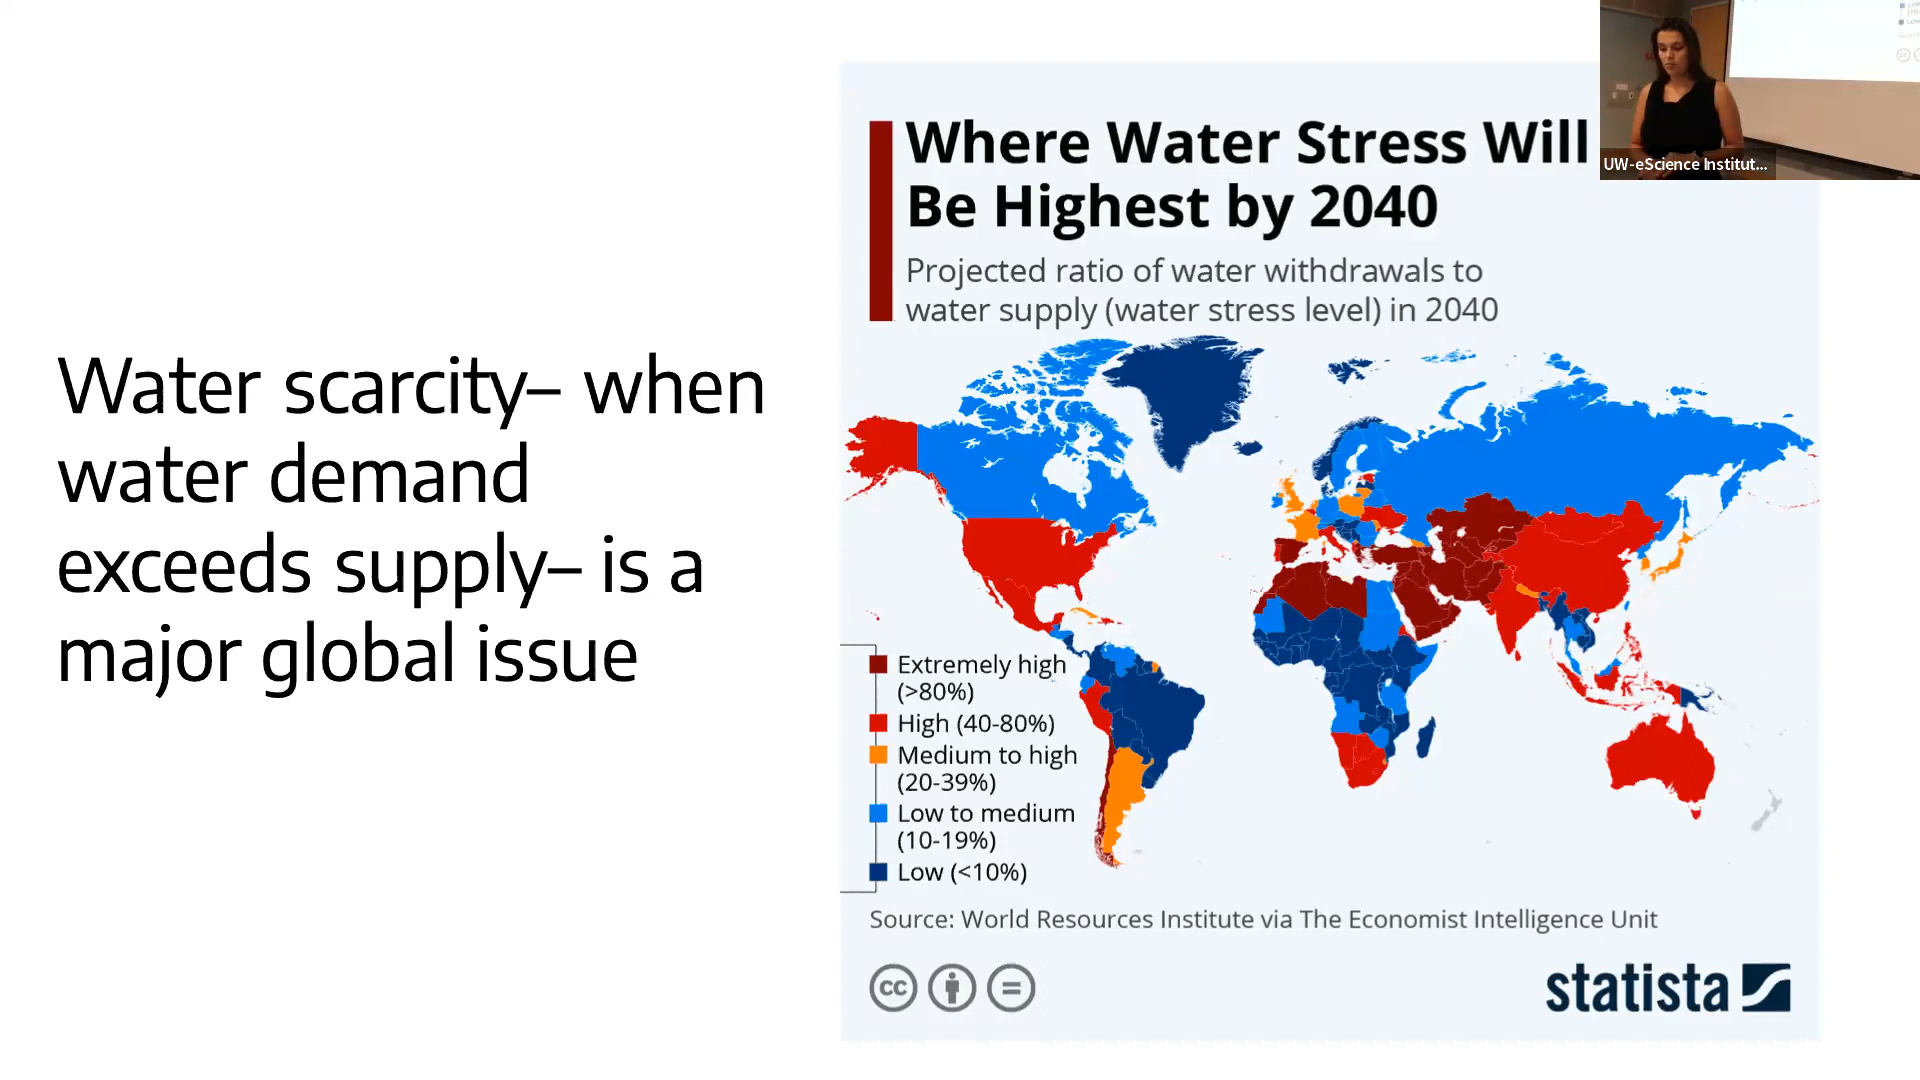 Water scarcity– when
water demand
exceeds supply– is a
major global issue
Where Water Stress Will
Be Highest by 2040
Projected ratio of water withdrawals to
water supply (water stress level) in 2040
Extremely high
(>80%)
High (40-80%)
Medium to high
(20-39%)
Low to medium
(10-19%)
Low (<10%)
Source: World Resources Institute via The Economist Intelligence Unit
cc
statista
UW-eScience Institut...